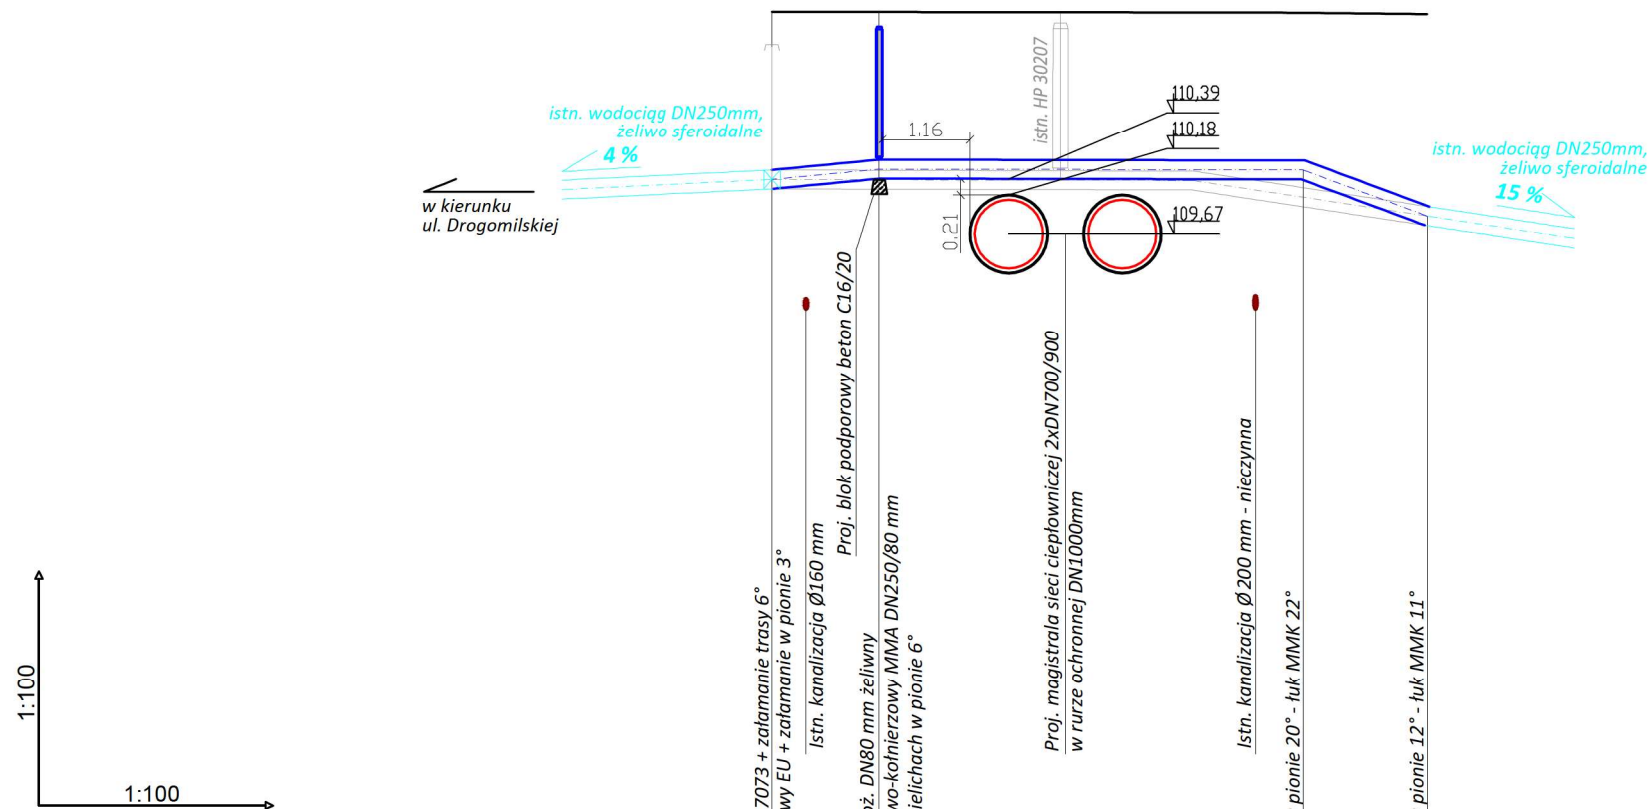 istn. wodociąg DN250mm,
żeliwo sferoidalne
4 %
w kierunku
ul. Drogomilskiej
1.16
0.21
istn. HP 30207
110,39
110,18
109,67
istn. wodociąg DN250mm,
żeliwo sferoidalne
15 %
7073 + załamanie trasy 6°
wy EU + załamanie w pionie 3°
Istn. kanalizacja Ø160 mm
Proj. blok podporowy beton C16/20
oż. DN80 mm żeliwny
wo-kołnierzowy MMA DN250/80 mm
ielichach w pionie 6°
Proj. magistrala sieci ciepłowniczej 2xDN700/900
w rurze ochronnej DN1000mm
Istn. kanalizacja Ø 200 mm - nieczynna
pionie 20° - łuk MMK 22°
pionie 12° - łuk MMK 11°
1:100
1:100